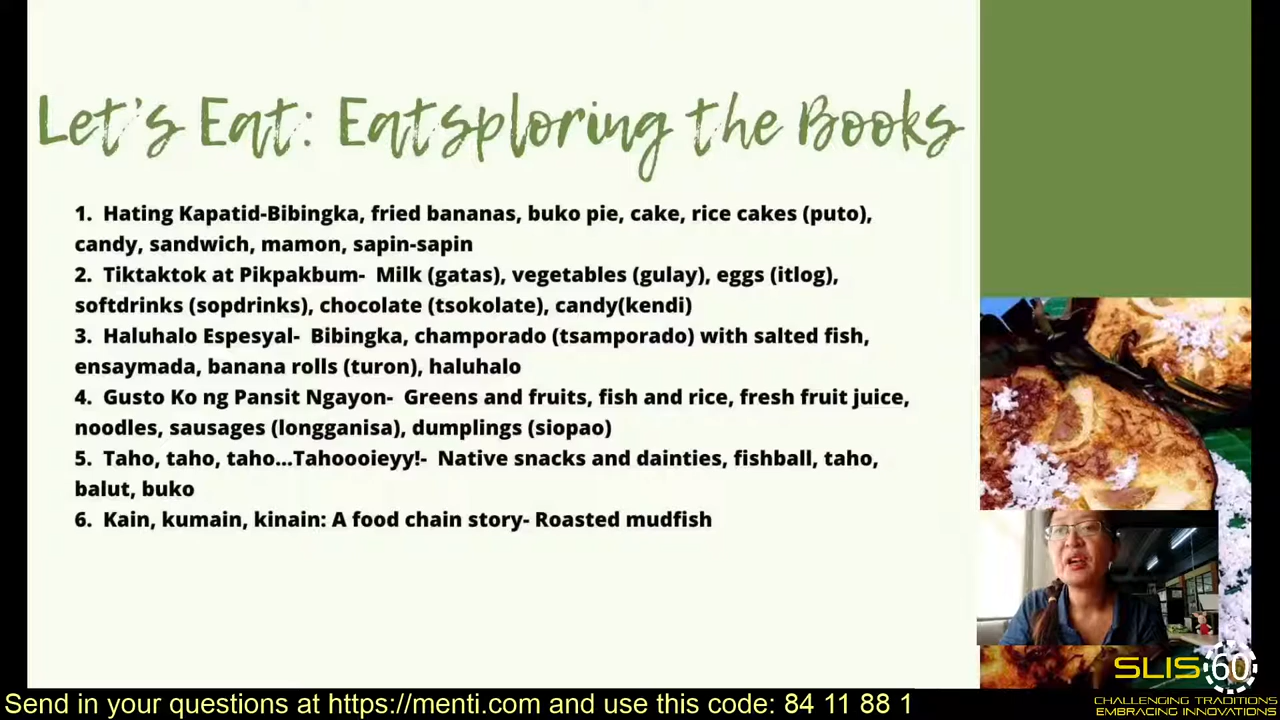 Let's Eat: Eatsploring the Books
1. Hating Kapatid-Bibingka, fried bananas, buko pie, cake, rice cakes (puto),
candy, sandwich, mamon, sapin-sapin
2. Tiktaktok at Pikpakbum- Milk (gatas), vegetables (gulay), eggs (itlog),
softdrinks (sopdrinks), chocolate (tsokolate), candy(kendi)
3. Haluhalo Espesyal- Bibingka, champorado (tsamporado) with salted fish,
ensaymada, banana rolls (turon), haluhalo
4. Gusto Ko ng Pansit Ngayon- Greens and fruits, fish and rice, fresh fruit juice,
noodles, sausages (longganisa), dumplings (siopao)
5. Taho, taho, taho...Tahoooieyy!- Native snacks and dainties, fishball, taho,
balut, buko
6. Kain, kumain, kinain: A food chain story- Roasted mudfish
SLIS 60
CHALLENGING TRADITIONS
EMBRACING INNOVATIONS
Send in your questions at https://menti.com and use this code: 84 11 88 1